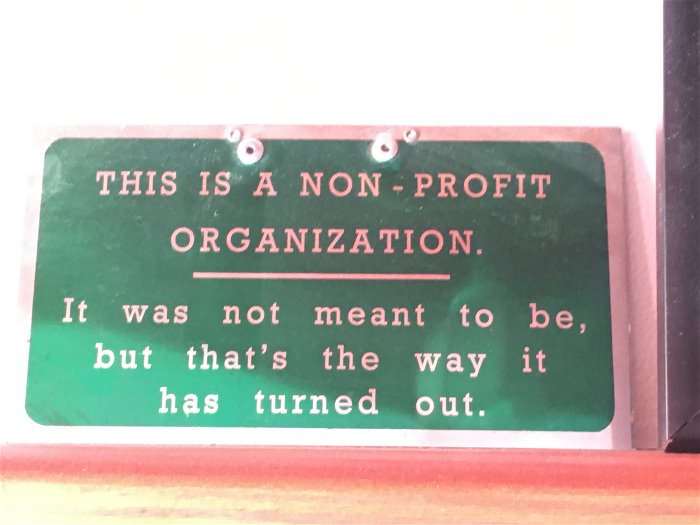 THIS IS A NON-PROFIT
ORGANIZATION.
It was not meant to be,
but that's the way it
has turned out.